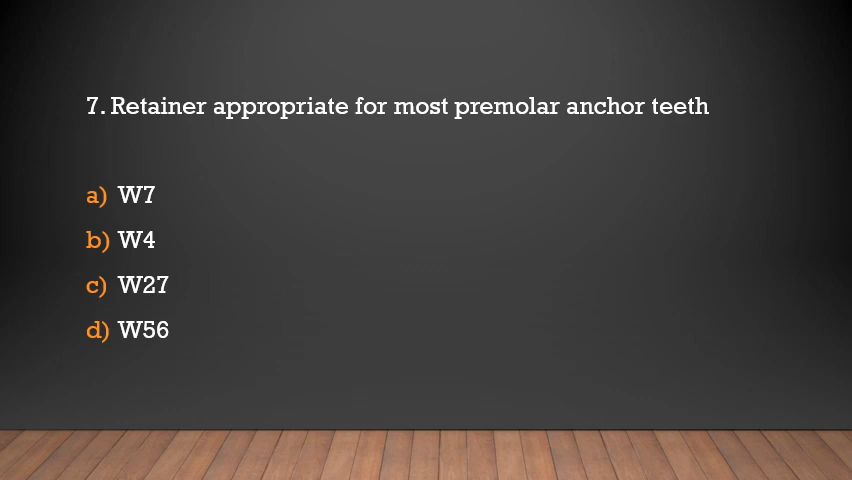 7. Retainer appropriate for most premolar anchor teeth
a) W7
b) W4
c) W27
d) W56